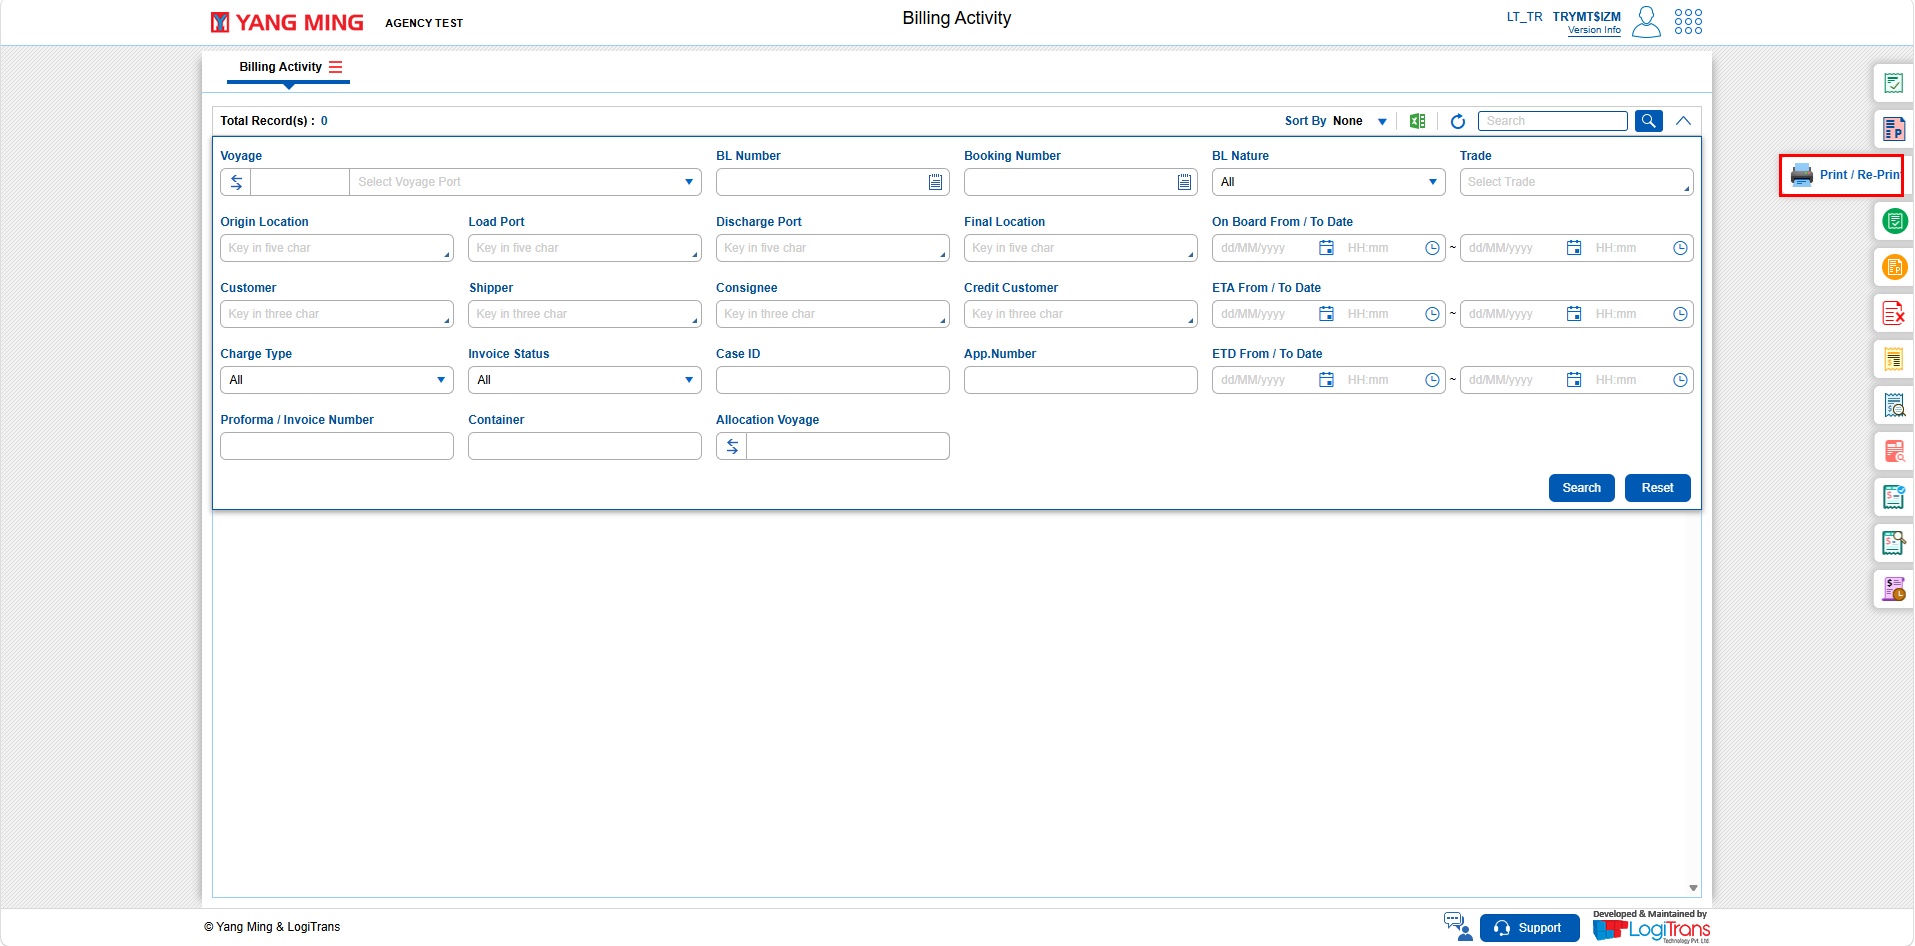 YANG MING AGENCY TEST
Billing Activity
LT_TR TRYMT$IZM
Version Info
Billing Activity
Total Record(s) : 0
Sort By None
Search
Voyage BL Number Booking Number BL Nature Trade
Select Voyage Port All Select Trade
Print / Re-Print
Origin Location Load Port Discharge Port Final Location On Board From / To Date
Key in five char Key in five char Key in five char Key in five char dd/MM/yyyy HH:mm ~ dd/MM/yyyy HH:mm
Customer Shipper Consignee Credit Customer ETA From / To Date
Key in three char Key in three char Key in three char Key in three char dd/MM/yyyy HH:mm ~ dd/MM/yyyy HH:mm
Charge Type Invoice Status Case ID App.Number ETD From / To Date
All All dd/MM/yyyy HH:mm ~ dd/MM/yyyy HH:mm
Proforma / Invoice Number Container Allocation Voyage
Search Reset
© Yang Ming & LogiTrans
Support
Developed & Maintained by
LogiTrans
Technology Pvt. Ltd.